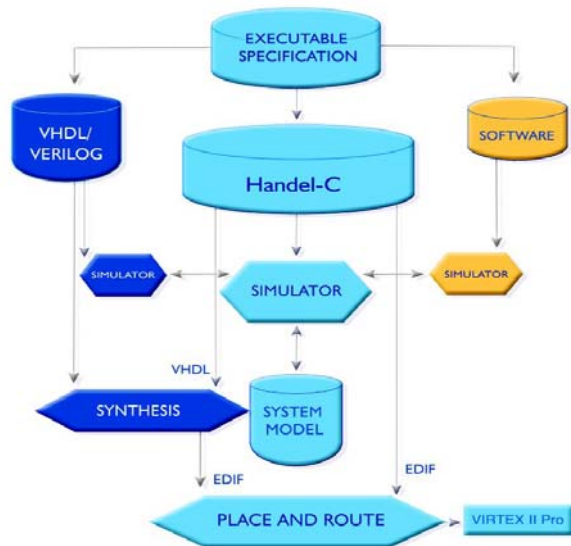 EXECUTABLE
SPECIFICATION
VHDL/
VERILOG
SOFTWARE
Handel-C
SIMULATOR
SIMULATOR
SIMULATOR
VHDL
SYNTHESIS
SYSTEM
MODEL
EDIF
EDIF
PLACE AND ROUTE
VIRTEX II Pro